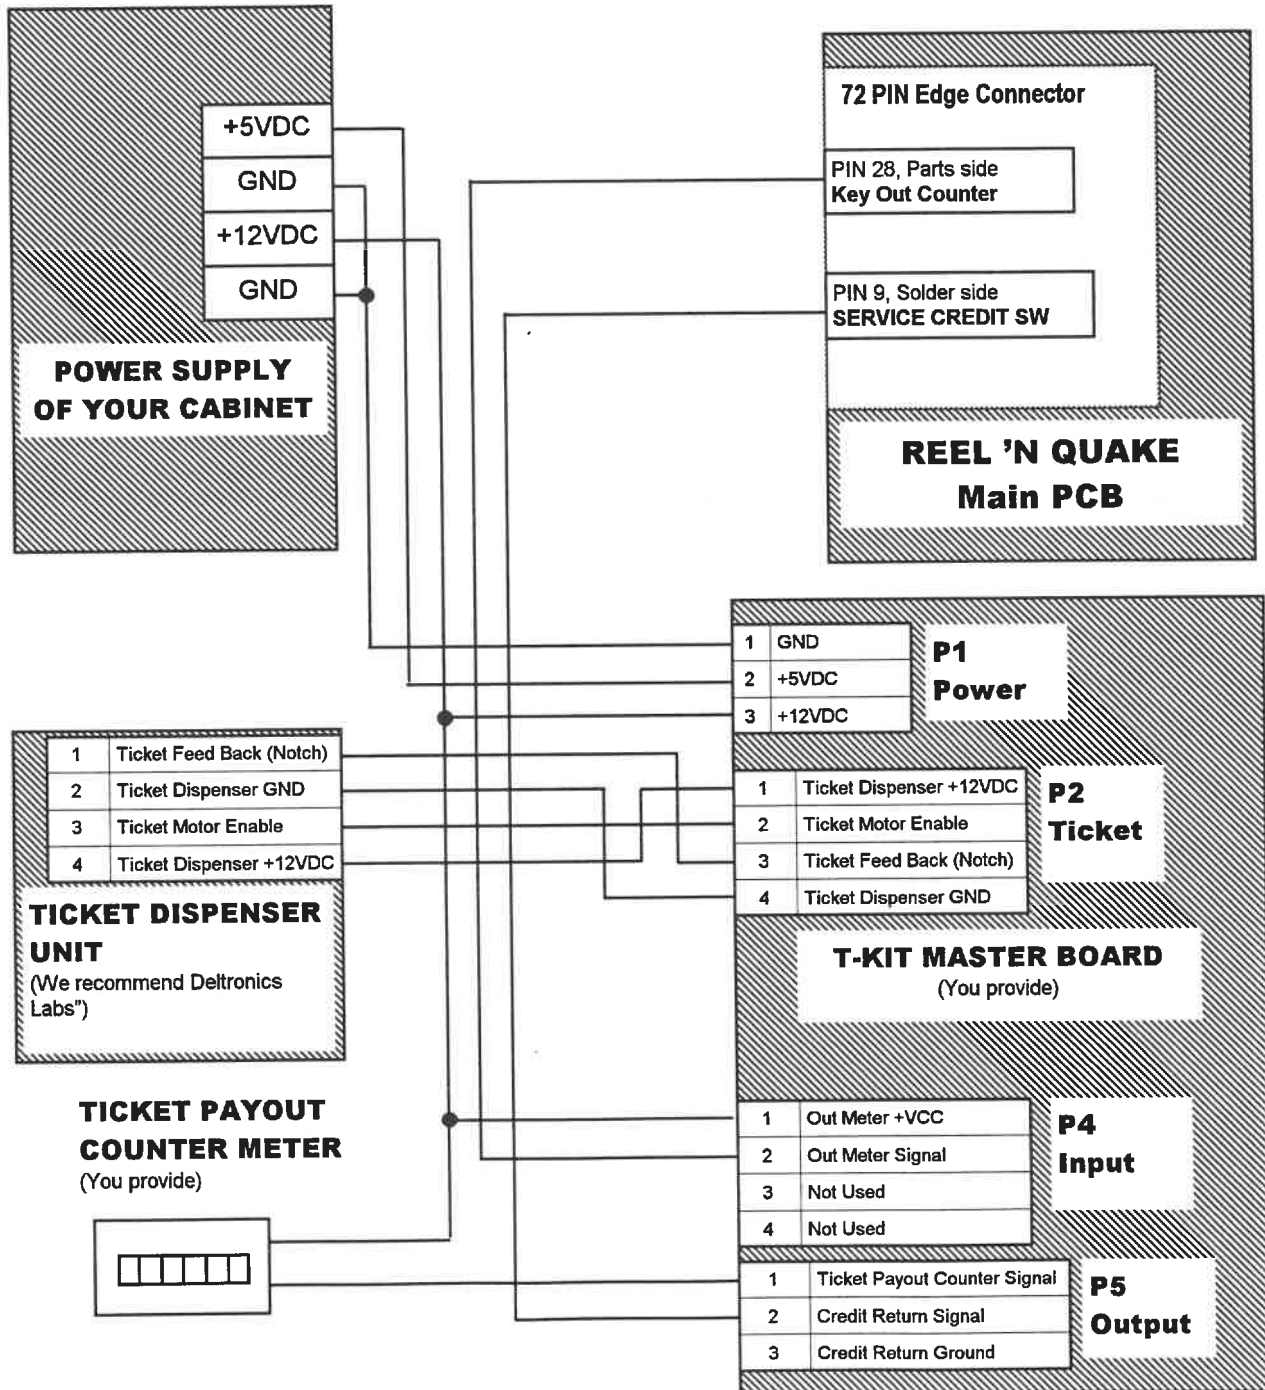 +5VDC
GND
+12VDC
GND
POWER SUPPLY
OF YOUR CABINET
72 PIN Edge Connector
PIN 28, Parts side
Key Out Counter
PIN 9, Solder side
SERVICE CREDIT SW
REEL 'N QUAKE
Main PCB
1 GND
2 +5VDC
3 +12VDC
P1
Power
1 Ticket Feed Back (Notch)
2 Ticket Dispenser GND
3 Ticket Motor Enable
4 Ticket Dispenser +12VDC
TICKET DISPENSER
UNIT
(We recommend Deltronics
Labs")
1 Ticket Dispenser +12VDC
2 Ticket Motor Enable
3 Ticket Feed Back (Notch)
4 Ticket Dispenser GND
P2
Ticket
T-KIT MASTER BOARD
(You provide)
TICKET PAYOUT
COUNTER METER
(You provide)
1 Out Meter +VCC
2 Out Meter Signal
3 Not Used
4 Not Used
P4
Input
1 Ticket Payout Counter Signal
2 Credit Return Signal
3 Credit Return Ground
P5
Output